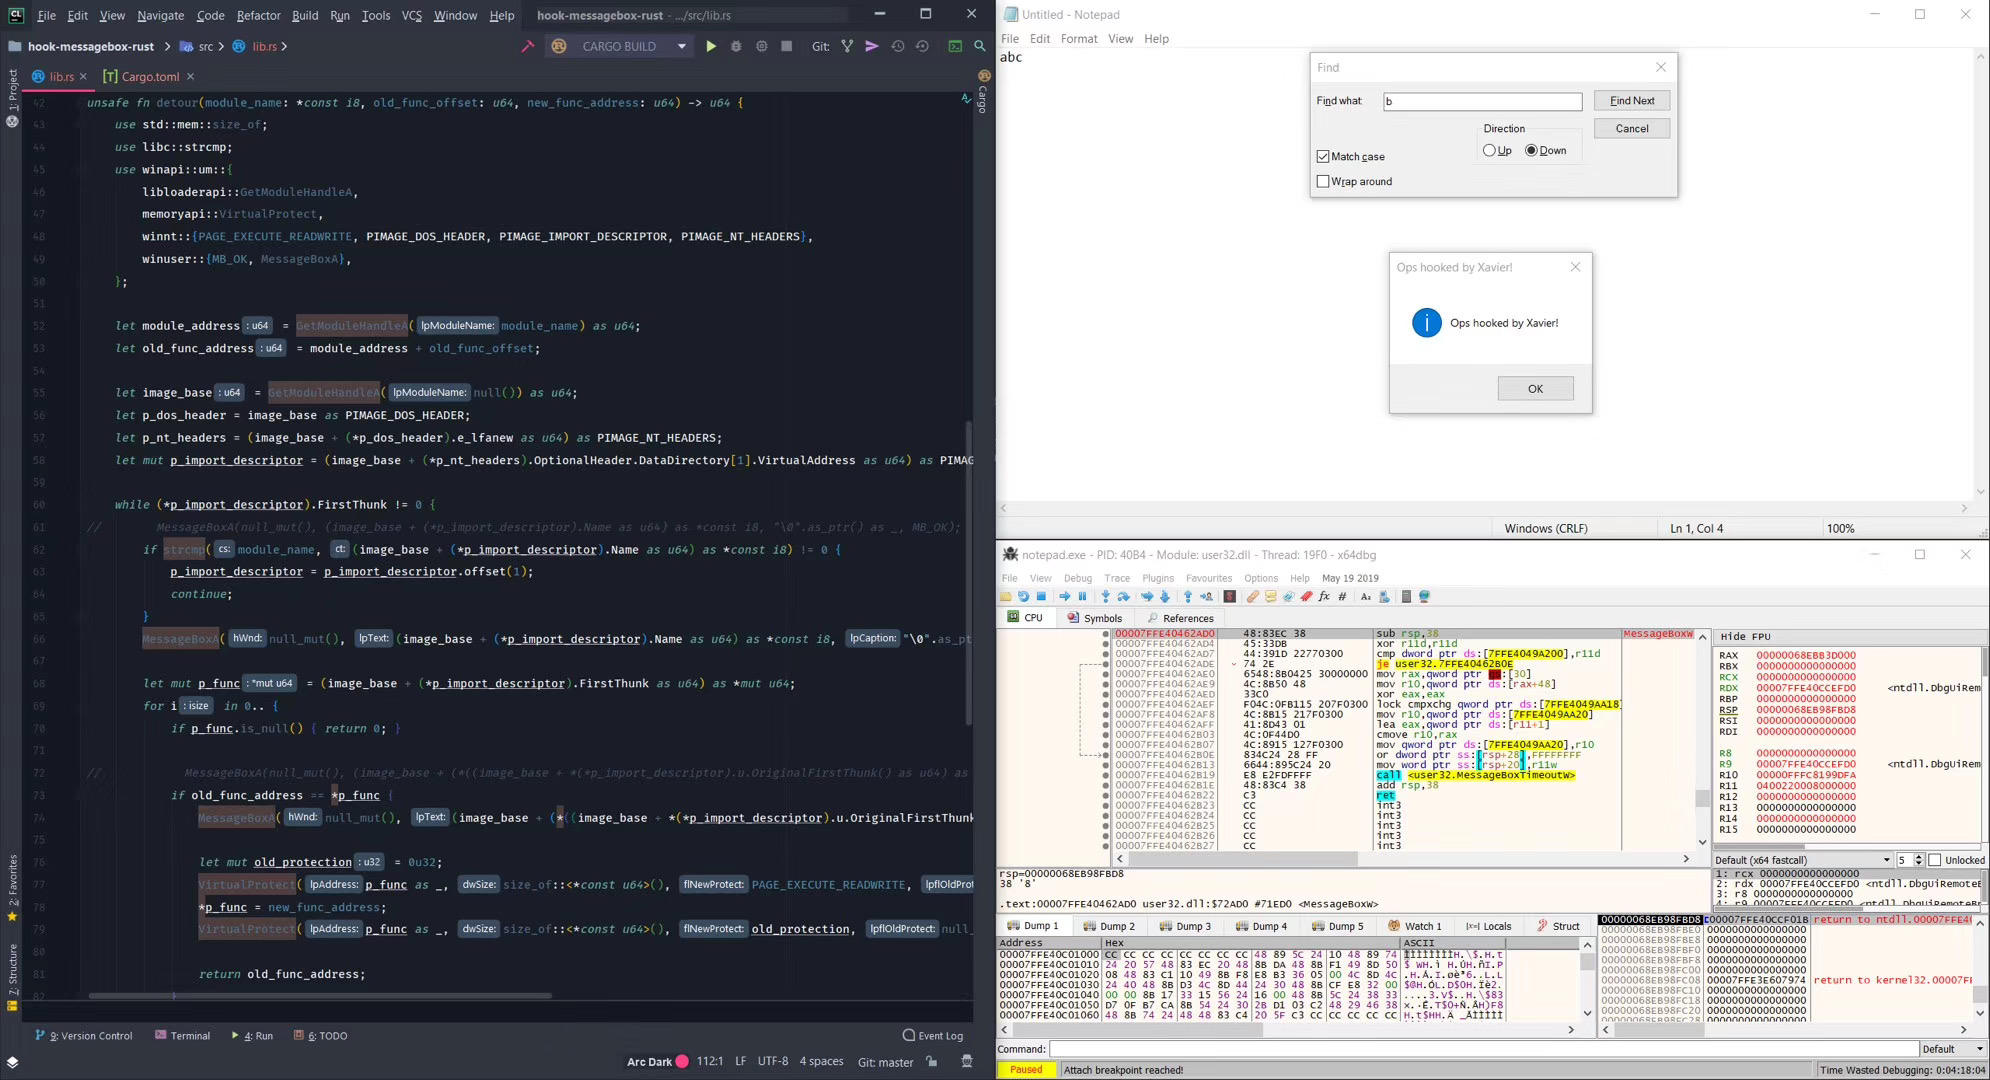 File Edit View Navigate Code Refactor Build Run Tools VCS Window Help hook-messagebox-rust - .../src/lib.rs
hook-messagebox-rust src lib.rs CARGO BUILD Git:
lib.rs Cargo.toml
1: Project
Cargo
42 unsafe fn detour(module_name: *const i8, old_func_offset: u64, new_func_address: u64) -> u64 {
43 use std::mem::size_of;
44 use libc::strcmp;
45 use winapi::um::{
46 libloaderapi::GetModuleHandleA,
47 memoryapi::VirtualProtect,
48 winnt::{PAGE_EXECUTE_READWRITE, PIMAGE_DOS_HEADER, PIMAGE_IMPORT_DESCRIPTOR, PIMAGE_NT_HEADERS},
49 winuser::{MB_OK, MessageBoxA},
50 };
51
52 let module_address : u64 = GetModuleHandleA( lpModuleName: module_name) as u64;
53 let old_func_address : u64 = module_address + old_func_offset;
54
55 let image_base : u64 = GetModuleHandleA( lpModuleName: null()) as u64;
56 let p_dos_header = image_base as PIMAGE_DOS_HEADER;
57 let p_nt_headers = (image_base + (*p_dos_header).e_lfanew as u64) as PIMAGE_NT_HEADERS;
58 let mut p_import_descriptor = (image_base + (*p_nt_headers).OptionalHeader.DataDirectory[1].VirtualAddress as u64) as PIMAG
59
60 while (*p_import_descriptor).FirstThunk != 0 {
61 // MessageBoxA(null_mut(), (image_base + (*p_import_descriptor).Name as u64) as *const i8, "\0".as_ptr() as _, MB_OK);
62 if strcmp( cs: module_name, ct: (image_base + (*p_import_descriptor).Name as u64) as *const i8) != 0 {
63 p_import_descriptor = p_import_descriptor.offset(1);
64 continue;
65 }
66 MessageBoxA( hWnd: null_mut(), lpText: (image_base + (*p_import_descriptor).Name as u64) as *const i8, lpCaption: "\0".as_pt
67
68 let mut p_func : *mut u64 = (image_base + (*p_import_descriptor).FirstThunk as u64) as *mut u64;
69 for i : isize in 0.. {
70 if p_func.is_null() { return 0; }
71
72 // MessageBoxA(null_mut(), (image_base + (*((image_base + *(*p_import_descriptor).u.OriginalFirstThunk() as u64) as
73 if old_func_address == *p_func {
74 MessageBoxA( hWnd: null_mut(), lpText: (image_base + (*((image_base + *(*p_import_descriptor).u.OriginalFirstThunk
76 let mut old_protection : u32 = 0u32;
77 VirtualProtect( lpAddress: p_func as _, dwSize: size_of::<*const u64>(), flNewProtect: PAGE_EXECUTE_READWRITE, lpflOldProt
78 *p_func = new_func_address;
79 VirtualProtect( lpAddress: p_func as _, dwSize: size_of::<*const u64>(), flNewProtect: old_protection, lpflOldProtect: null_
80
81 return old_func_address;
82 }
2: Favorites
7: Structure
9: Version Control Terminal 4: Run 6: TODO Event Log
Arc Dark 112:1 LF UTF-8 4 spaces Git: master
Untitled - Notepad
File Edit Format View Help
abc
Find
Find what: b Find Next
Direction Cancel
Up Down
Match case
Wrap around
Ops hooked by Xavier!
Ops hooked by Xavier!
OK
Windows (CRLF) Ln 1, Col 4 100%
notepad.exe - PID: 40B4 - Module: user32.dll - Thread: 19F0 - x64dbg
File View Debug Trace Plugins Favourites Options Help May 19 2019
CPU Symbols References
00007FFE40462AD0 48:83EC 38 sub rsp,38 MessageBoxW
00007FFE40462AD4 45:33DB xor r11d,r11d
00007FFE40462AD7 44:391D 22770300 cmp dword ptr ds:[7FFE4049A200],r11d
00007FFE40462ADE 74 2E je user32.7FFE40462B0E
00007FFE40462AE0 6548:8B0425 30000000 mov rax,qword ptr gs:[30]
00007FFE40462AE9 4C:8B50 48 mov r10,qword ptr ds:[rax+48]
00007FFE40462AED 33C0 xor eax,eax
00007FFE40462AEF F04C:0FB115 207F0300 lock cmpxchg qword ptr ds:[7FFE4049AA18]
00007FFE40462AF8 4C:8B15 217F0300 mov r10,qword ptr ds:[7FFE4049AA20]
00007FFE40462AFF 41:8D43 01 lea eax,qword ptr ds:[r11+1]
00007FFE40462B03 4C:0F44D0 cmove r10,rax
00007FFE40462B07 4C:8915 127F0300 mov qword ptr ds:[7FFE4049AA20],r10
00007FFE40462B0E 834C24 28 FF or dword ptr ss:[rsp+28],FFFFFFFF
00007FFE40462B13 6644:895C24 20 mov word ptr ss:[rsp+20],r11w
00007FFE40462B19 E8 E2FDFFFF call <user32.MessageBoxTimeoutW>
00007FFE40462B1E 48:83C4 38 add rsp,38
00007FFE40462B22 C3 ret
00007FFE40462B23 CC int3
00007FFE40462B24 CC int3
00007FFE40462B25 CC int3
00007FFE40462B26 CC int3
00007FFE40462B27 CC int3
Hide FPU
RAX 00000068EBB3D000
RBX 0000000000000000
RCX 0000000000000000
RDX 00007FFE40CCEFD0 <ntdll.DbgUiRem
RBP 0000000000000000
RSP 00000068EB98FBD8
RSI 0000000000000000
RDI 0000000000000000
R8 0000000000000000
R9 00007FFE40CCEFD0 <ntdll.DbgUiRem
R10 00000FFFC8199DFA
R11 0400220008000000
R12 0000000000000000
R13 0000000000000000
R14 0000000000000000
R15 0000000000000000
Default (x64 fastcall) 5 Unlocked
1: rcx 0000000000000000
2: rdx 00007FFE40CCEFD0 <ntdll.DbgUiRemoteB
rsp=00000068EB98FBD8
38 '8'
.text:00007FFE40462AD0 user32.dll:$72AD0 #71ED0 <MessageBoxW>
Dump 1 Dump 2 Dump 3 Dump 4 Dump 5 Watch 1 Locals Struct
Address Hex ASCII
00007FFE40C01000 CC CC CC CC CC CC CC CC 48 89 5C 24 10 48 89 74
00007FFE40C01010 24 20 57 48 83 EC 20 48 8B DA 48 8B F1 49 8D 50
00007FFE40C01020 08 48 83 C1 10 49 8B F8 E8 B3 36 05 00 4C 8D 4C
00007FFE40C01030 24 40 48 8B D3 4C 8D 44 24 30 48 8B CF E8 32 00
00007FFE40C01040 00 00 8B 17 33 15 56 24 16 00 48 8B 5C 24 38 33
00007FFE40C01050 D7 0F B7 CA 8B 54 24 30 2B D1 03 C2 48 29 46 38
00007FFE40C01060 48 8B 74 24 48 48 83 C4 20 5F C3 CC CC CC CC CC
00000068EB98FBD8 00007FFE40CCF01B return to ntdll.00007FFE40
00000068EB98FBE0 0000000000000000
00000068EB98FBE8 0000000000000000
00000068EB98FBF0 0000000000000000
00000068EB98FBF8 0000000000000000
00000068EB98FC00 0000000000000000
00000068EB98FC08 00007FFE3E607974 return to kernel32.00007FF
00000068EB98FC10 0000000000000000
00000068EB98FC18 0000000000000000
Command: Default
Paused Attach breakpoint reached! Time Wasted Debugging: 0:04:18:04